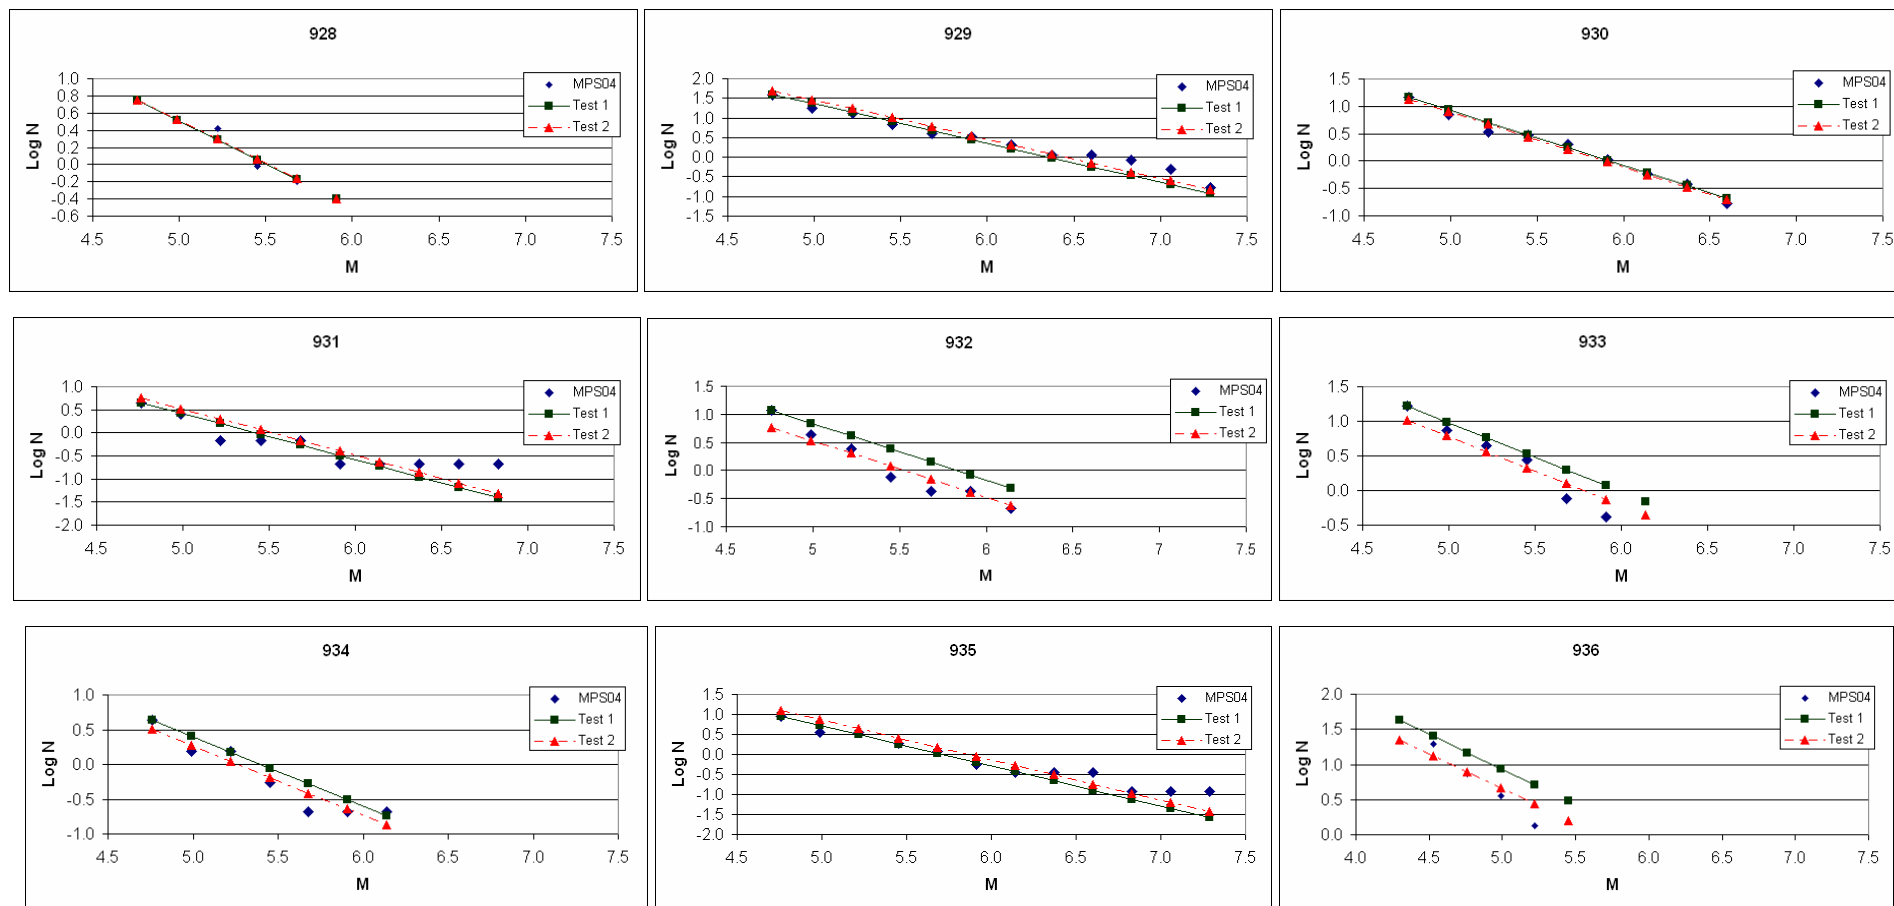 928
1.0
0.8
0.6
0.4
0.2
0.0
-0.2
-0.4
-0.6
Log N
4.5 5.0 5.5 6.0 6.5 7.0 7.5
M
MPS04
Test 1
Test 2
929
2.0
1.5
1.0
0.5
0.0
-0.5
-1.0
-1.5
Log N
4.5 5.0 5.5 6.0 6.5 7.0 7.5
M
MPS04
Test 1
Test 2
930
1.5
1.0
0.5
0.0
-0.5
-1.0
Log N
4.5 5.0 5.5 6.0 6.5 7.0 7.5
M
MPS04
Test 1
Test 2
931
1.0
0.5
0.0
-0.5
-1.0
-1.5
-2.0
Log N
4.5 5.0 5.5 6.0 6.5 7.0 7.5
M
MPS04
Test 1
Test 2
932
1.5
1.0
0.5
0.0
-0.5
-1.0
Log N
4.5 5.0 5.5 6.0 6.5 7 7.5
M
MPS04
Test 1
Test 2
933
1.5
1.0
0.5
0.0
-0.5
Log N
4.5 5.0 5.5 6.0 6.5 7.0 7.5
M
MPS04
Test 1
Test 2
934
1.0
0.5
0.0
-0.5
-1.0
Log N
4.5 5.0 5.5 6.0 6.5 7.0 7.5
M
MPS04
Test 1
Test 2
935
1.5
1.0
0.5
0.0
-0.5
-1.0
-1.5
-2.0
Log N
4.5 5.0 5.5 6.0 6.5 7.0 7.5
M
MPS04
Test 1
Test 2
936
2.0
1.5
1.0
0.5
0.0
Log N
4.0 4.5 5.0 5.5 6.0 6.5 7.0 7.5
M
MPS04
Test 1
Test 2